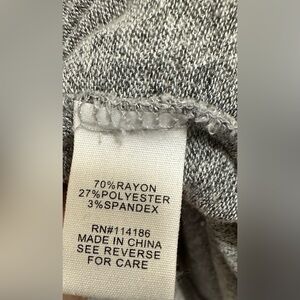 70%RAYON
27%POLYESTER
3%SPANDEX
RN#114186
MADE IN CHINA
SEE REVERSE
FOR CARE